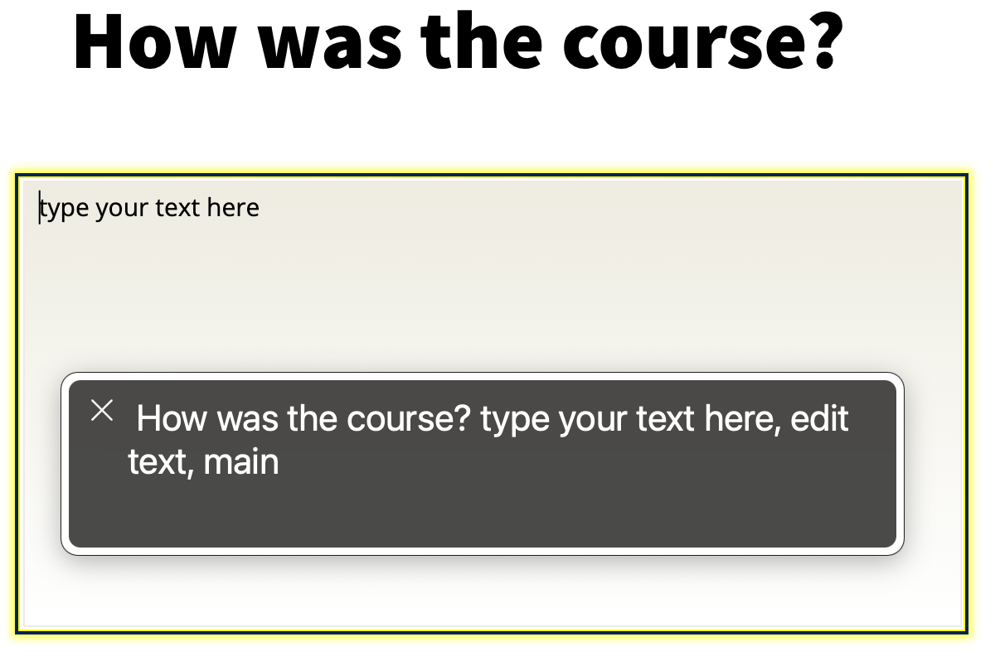 How was the course?
type your text here
How was the course? type your text here, edit
text, main